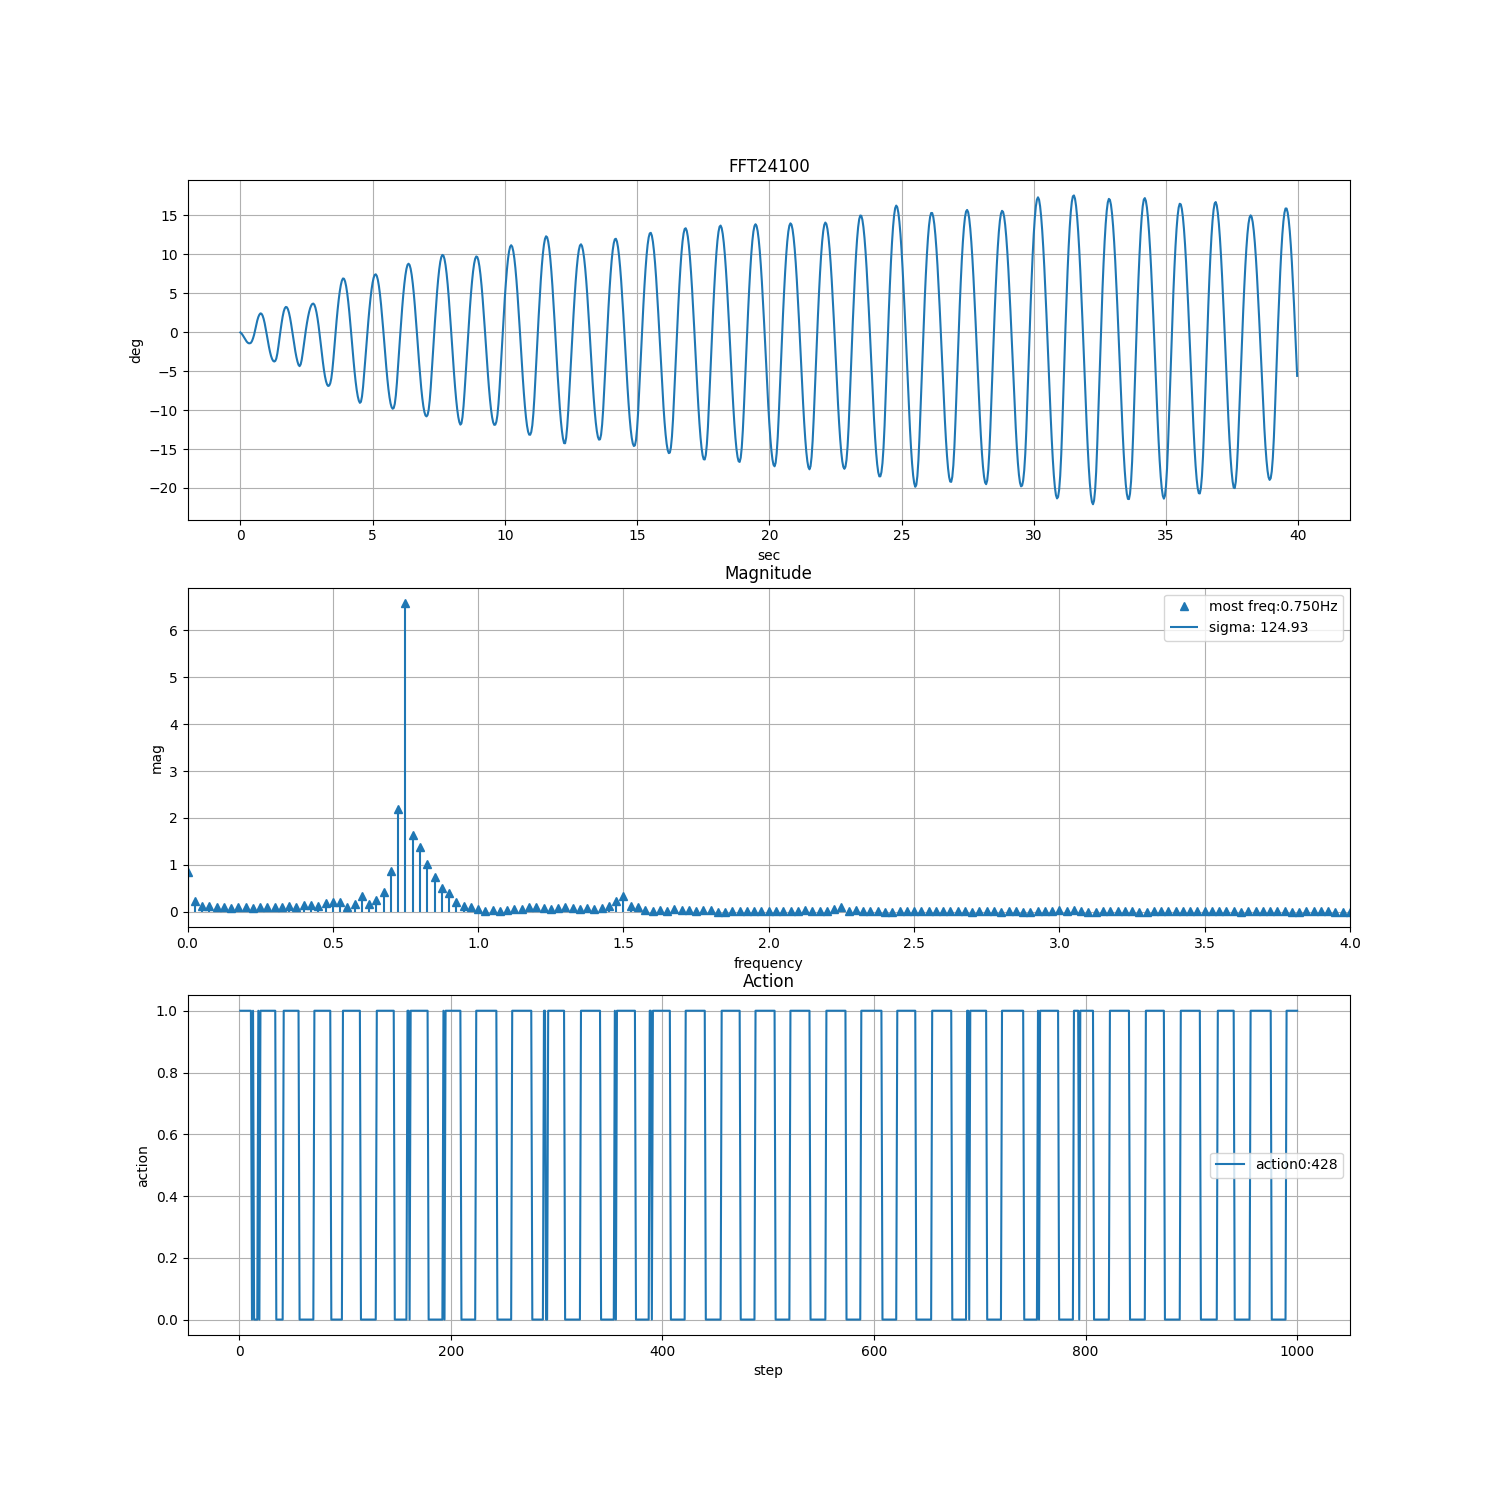 FFT24100
15
10
5
0
−5
−10
−15
−20
deg
0 5 10 15 20 25 30 35 40
sec
Magnitude
most freq:0.750Hz
sigma: 124.93
6
5
4
3
2
1
0
mag
0.0 0.5 1.0 1.5 2.0 2.5 3.0 3.5 4.0
frequency
Action
1.0
0.8
0.6
0.4
0.2
0.0
action
action0:428
0 200 400 600 800 1000
step